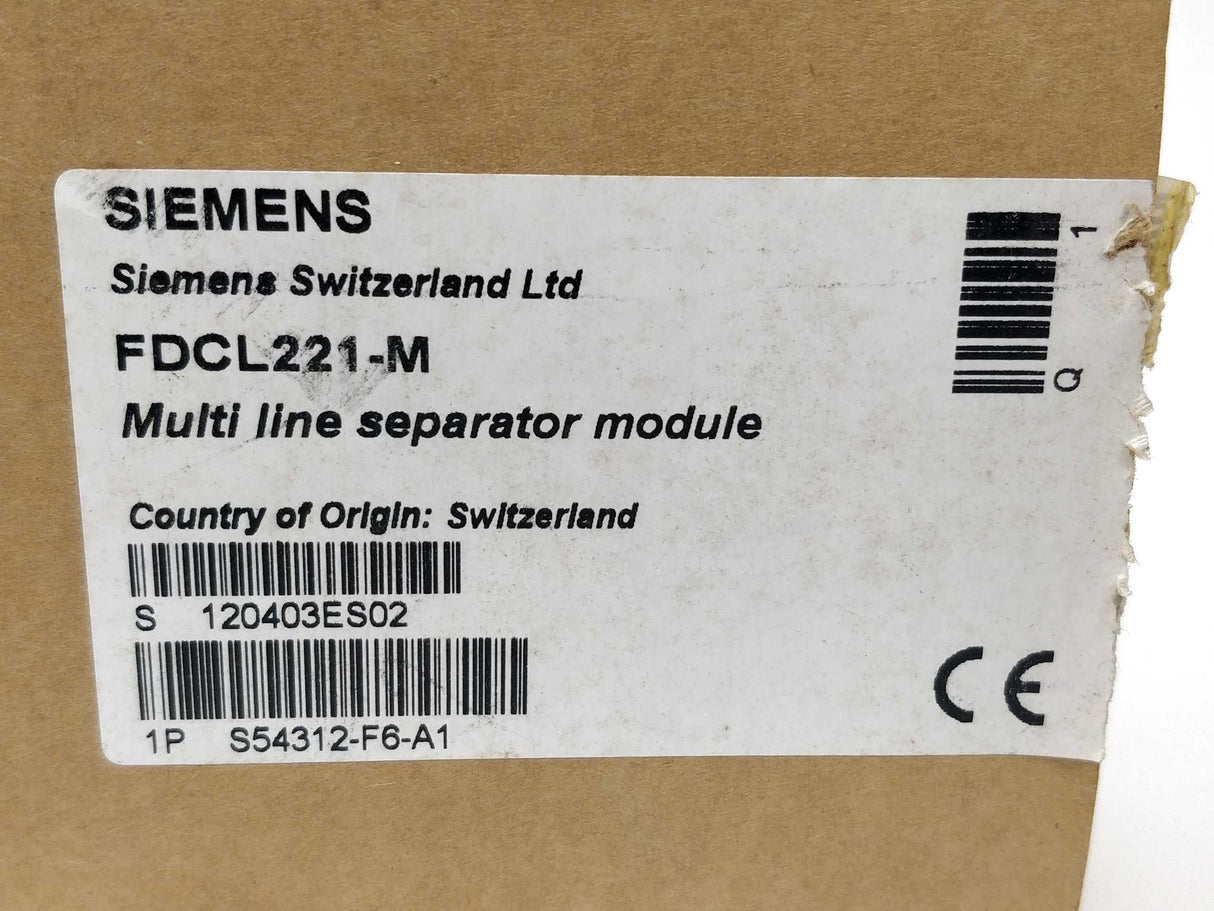 SIEMENS
Siemens Switzerland Ltd
FDCL221-M
Multi line separator module
Country of Origin: Switzerland
S 120403ES02
1P S54312-F6-A1
CE
Q 1